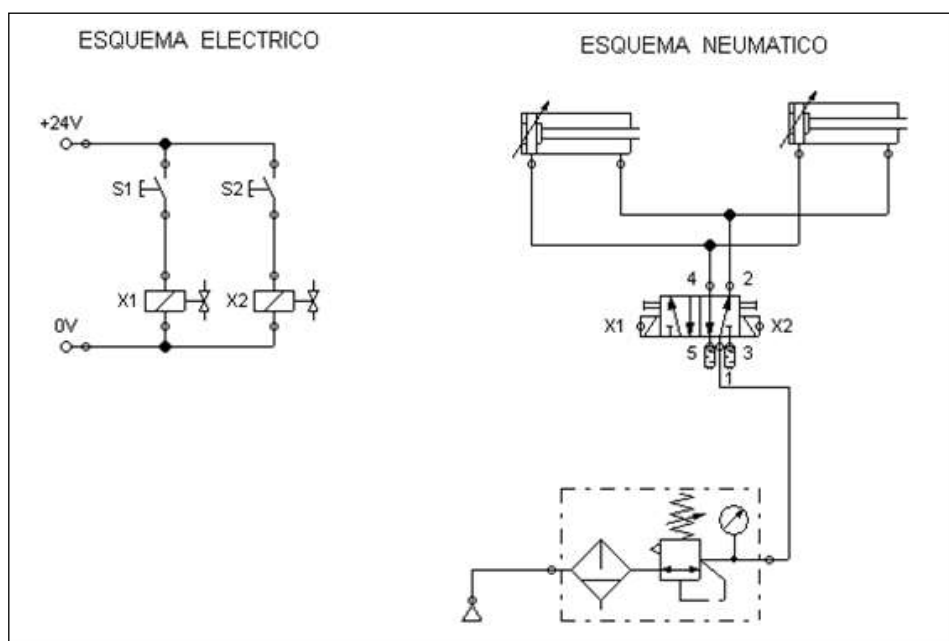 ESQUEMA ELECTRICO
ESQUEMA NEUMATICO
+24V
S1
S2
X1
X2
0V
4
2
X1
X2
5
3
1